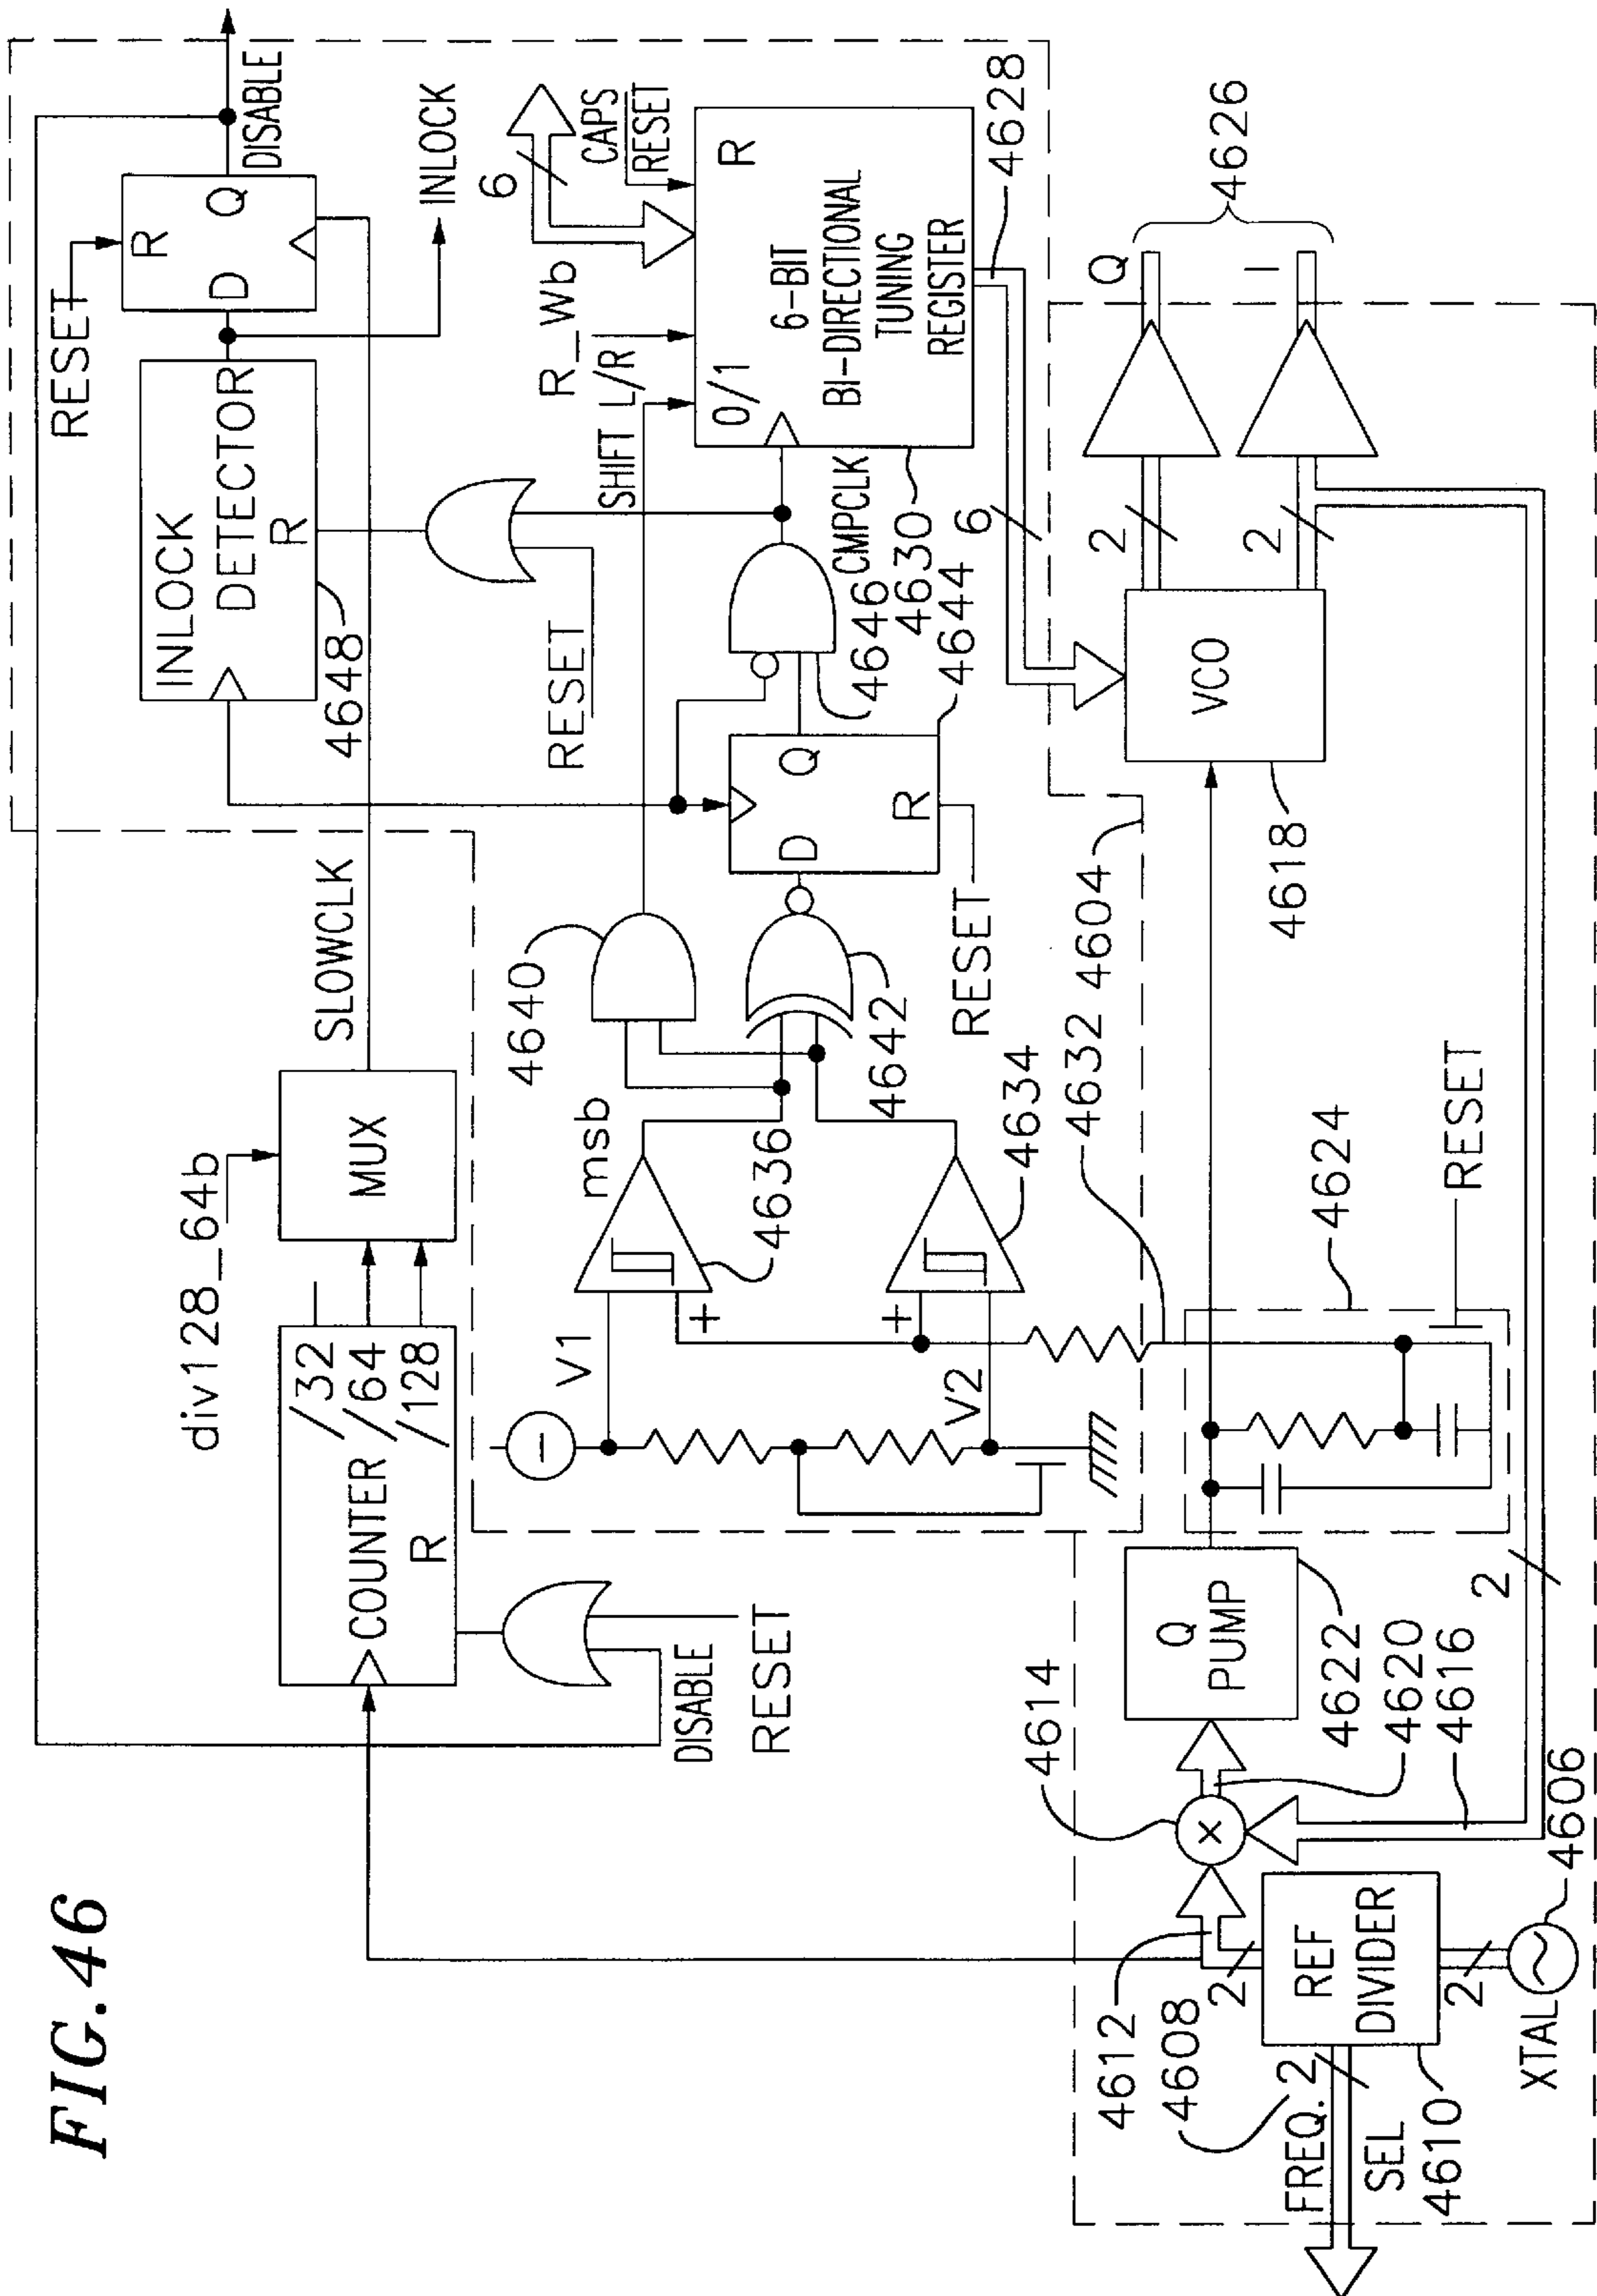 FIG.46
RESET
R
D
Q
DISABLE
INLOCK
INLOCK
DETECTOR
R
4648
RESET
SLOWCLK
MUX
div128_64b
COUNTER
/32
/64
/128
R
DISABLE
RESET
6
CAPS
RESET
R_Wb
SHIFT L/R
0/1
R
6-BIT
BI-DIRECTIONAL
TUNING
REGISTER
4628
CMPCLK
4646
4630
4644
6
D
Q
R
RESET
4640
4642
msb
4636
4634
4632
4604
V1
V2
+
+
-
4626
Q
I
2
2
VCO
4618
4624
RESET
Q
PUMP
4622
4620
4616
4614
2
4606
4612
4608
2
REF
DIVIDER
2
XTAL
FREQ.
SEL
2
4610